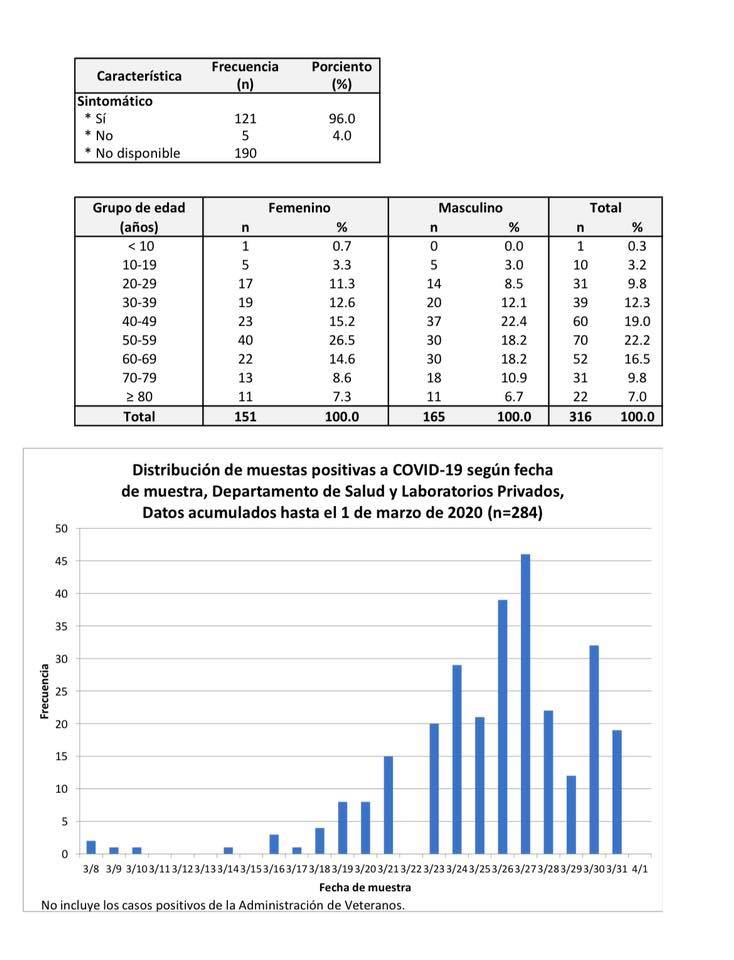 Característica Frecuencia (n) Porciento (%)
Sintomático
* Sí 121 96.0
* No 5 4.0
* No disponible 190
Grupo de edad (años) Femenino Masculino Total
n % n % n %
< 10 1 0.7 0 0.0 1 0.3
10-19 5 3.3 5 3.0 10 3.2
20-29 17 11.3 14 8.5 31 9.8
30-39 19 12.6 20 12.1 39 12.3
40-49 23 15.2 37 22.4 60 19.0
50-59 40 26.5 30 18.2 70 22.2
60-69 22 14.6 30 18.2 52 16.5
70-79 13 8.6 18 10.9 31 9.8
≥ 80 11 7.3 11 6.7 22 7.0
Total 151 100.0 165 100.0 316 100.0
Distribución de muestas positivas a COVID-19 según fecha
de muestra, Departamento de Salud y Laboratorios Privados,
Datos acumulados hasta el 1 de marzo de 2020 (n=284)
50
45
40
35
30
25
20
15
10
5
0
Frecuencia
3/8 3/9 3/10 3/11 3/12 3/13 3/14 3/15 3/16 3/17 3/18 3/19 3/20 3/21 3/22 3/23 3/24 3/25 3/26 3/27 3/28 3/29 3/30 3/31 4/1
Fecha de muestra
No incluye los casos positivos de la Administración de Veteranos.